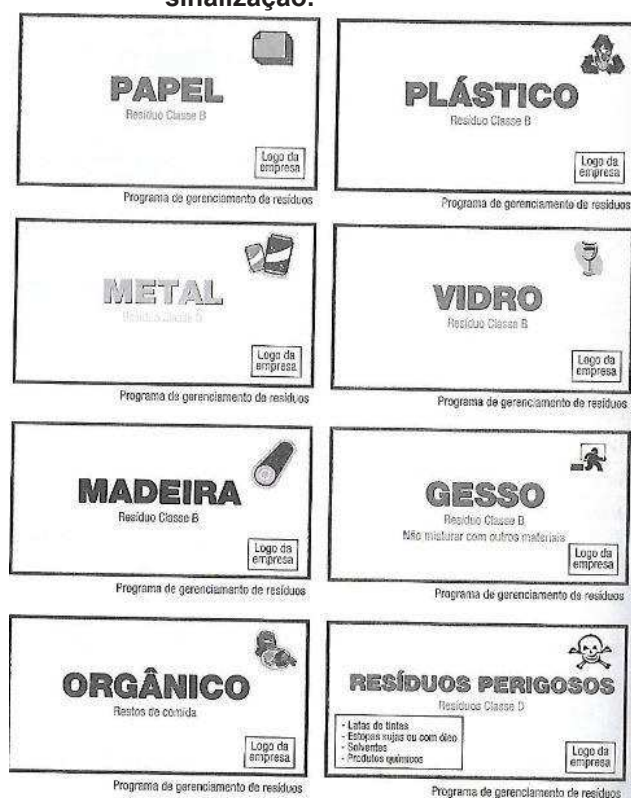 sinalização.
PAPEL
Resíduo Classe B
Logo da
empresa
Programa de gerenciamento de resíduos
PLÁSTICO
Resíduo Classe B
Logo da
empresa
Programa de gerenciamento de resíduos
METAL
Resíduo Classe B
Logo da
empresa
Programa de gerenciamento de resíduos
VIDRO
Resíduo Classe B
Logo da
empresa
Programa de gerenciamento de resíduos
MADEIRA
Resíduo Classe B
Logo da
empresa
Programa de gerenciamento de resíduos
GESSO
Resíduo Classe B
Não misturar com outros materiais
Logo da
empresa
Programa de gerenciamento de resíduos
ORGÂNICO
Restos de comida
Logo da
empresa
Programa de gerenciamento de resíduos
RESÍDUOS PERIGOSOS
Resíduos Classe D
- Latas de tintas
- Estopas sujas ou com óleo
- Solventes
- Produtos químicos
Logo da
empresa
Programa de gerenciamento de resíduos